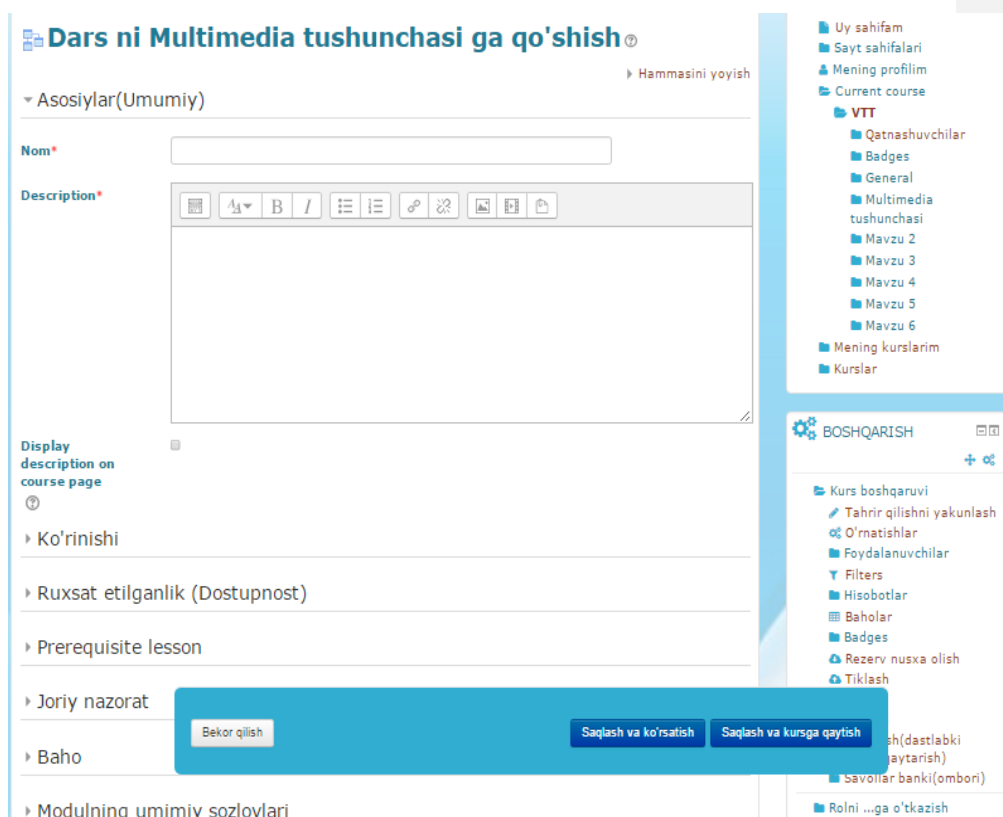 Dars ni Multimedia tushunchasi ga qo'shish
Hammasini yoyish
Asosiylar(Umumiy)
Nom*
Description*
B I
Display
description on
course page
Ko'rinishi
Ruxsat etilganlik (Dostupnost)
Prerequisite lesson
Joriy nazorat
Baho
Modulning umimiy sozlovlari
Bekor qilish
Saqlash va ko'rsatish
Saqlash va kursga qaytish
Uy sahifam
Sayt sahifalari
Mening profilim
Current course
VTT
Qatnashuvchilar
Badges
General
Multimedia
tushunchasi
Mavzu 2
Mavzu 3
Mavzu 4
Mavzu 5
Mavzu 6
Mening kurslarim
Kurslar
BOSHQARISH
Kurs boshqaruvi
Tahrir qilishni yakunlash
O'rnatishlar
Foydalanuvchilar
Filters
Hisobotlar
Baholar
Badges
Rezerv nusxa olish
Tiklash
Savollar banki(ombori)
Rolni ...ga o'tkazish